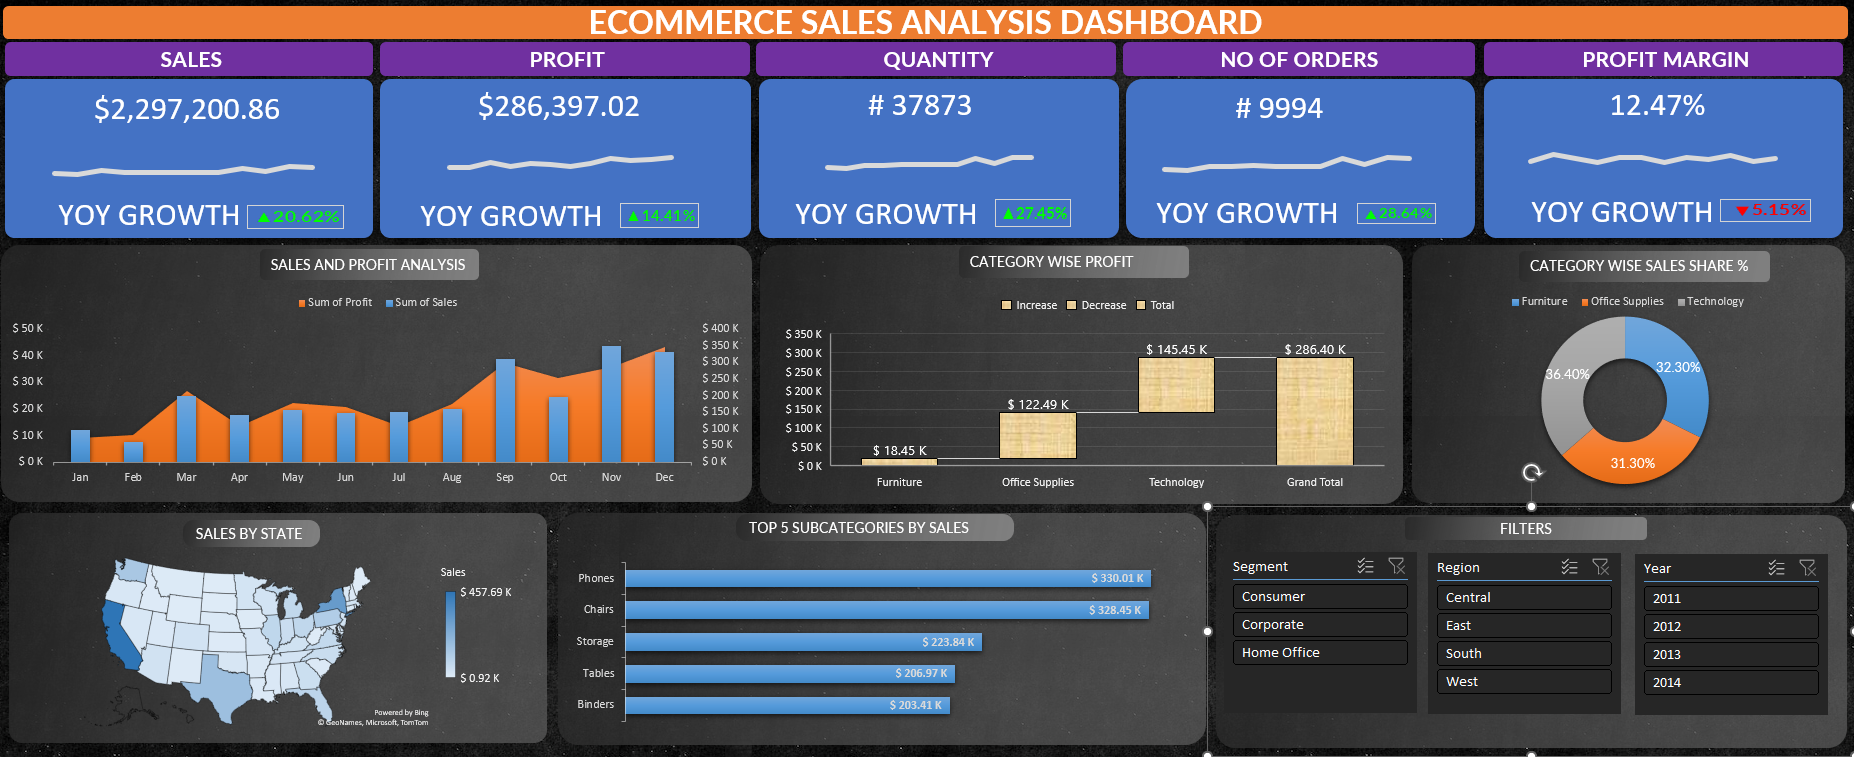 ECOMMERCE SALES ANALYSIS DASHBOARD
SALES
$2,297,200.86
YOY GROWTH ▲20.62%
PROFIT
$286,397.02
YOY GROWTH ▲14.41%
QUANTITY
# 37873
YOY GROWTH ▲27.45%
NO OF ORDERS
# 9994
YOY GROWTH ▲28.64%
PROFIT MARGIN
12.47%
YOY GROWTH ▼5.15%
SALES AND PROFIT ANALYSIS
Sum of Profit Sum of Sales
$ 50 K
$ 40 K
$ 30 K
$ 20 K
$ 10 K
$ 0 K
$ 400 K
$ 350 K
$ 300 K
$ 250 K
$ 200 K
$ 150 K
$ 100 K
$ 50 K
$ 0 K
Jan Feb Mar Apr May Jun Jul Aug Sep Oct Nov Dec
CATEGORY WISE PROFIT
Increase Decrease Total
$ 350 K
$ 300 K
$ 250 K
$ 200 K
$ 150 K
$ 100 K
$ 50 K
$ 0 K
$ 18.45 K
$ 122.49 K
$ 145.45 K
$ 286.40 K
Furniture Office Supplies Technology Grand Total
CATEGORY WISE SALES SHARE %
Furniture Office Supplies Technology
36.40%
32.30%
31.30%
SALES BY STATE
Sales
$ 457.69 K
$ 0.92 K
Powered by Bing
© GeoNames, Microsoft, TomTom
TOP 5 SUBCATEGORIES BY SALES
Phones $ 330.01 K
Chairs $ 328.45 K
Storage $ 223.84 K
Tables $ 206.97 K
Binders $ 203.41 K
FILTERS
Segment
Consumer
Corporate
Home Office
Region
Central
East
South
West
Year
2011
2012
2013
2014